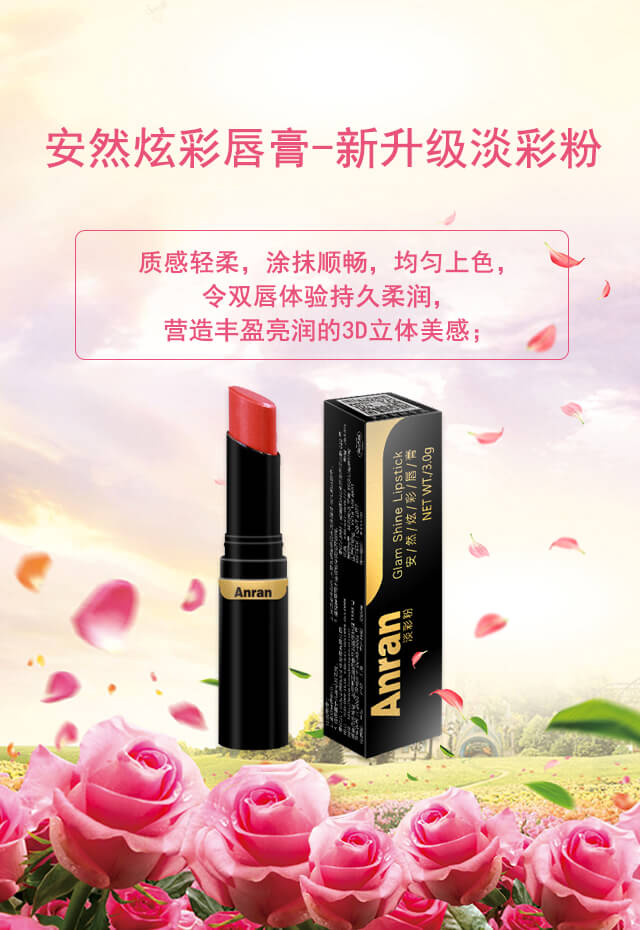 安然炫彩唇膏-新升级淡彩粉
质感轻柔，涂抹顺畅，均匀上色，
令双唇体验持久柔润，
营造丰盈亮润的3D立体美感；
Anran
Anran
淡彩粉
Glam Shine Lipstick
安/然/炫/彩/唇/膏
NET WT./3.0g